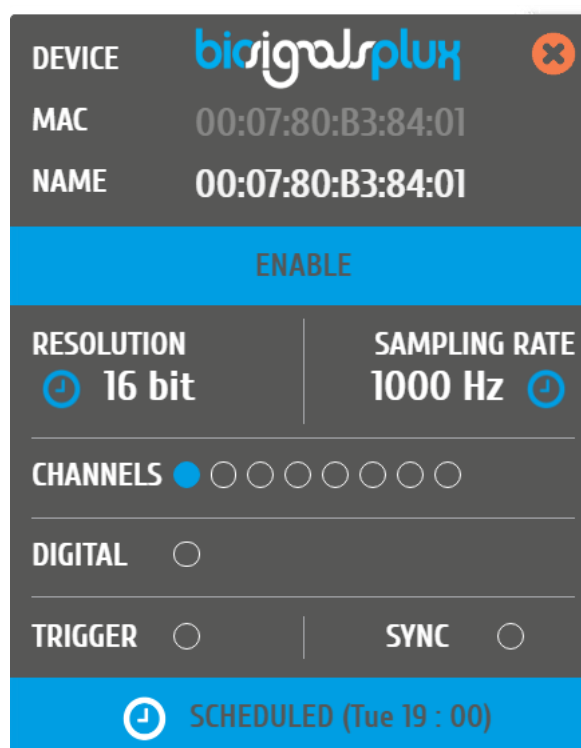 DEVICE biosignalsplux
MAC 00:07:80:B3:84:01
NAME 00:07:80:B3:84:01
ENABLE
RESOLUTION SAMPLING RATE
16 bit 1000 Hz
CHANNELS
DIGITAL
TRIGGER SYNC
SCHEDULED (Tue 19 : 00)